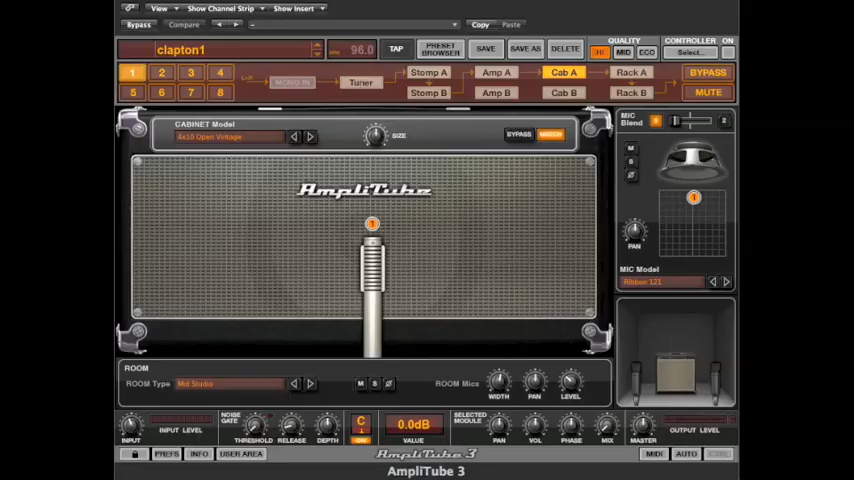 View Show Channel Strip Show Insert
Bypass Compare Copy Paste
clapton1 96.0 TAP PRESET BROWSER SAVE SAVE AS DELETE QUALITY HI MID ECO CONTROLLER ON Select...
1 2 3 4 MONO IN Tuner Stomp A Amp A Cab A Rack A BYPASS
5 6 7 8 Stomp B Amp B Cab B Rack B MUTE
CABINET Model
4x10 Open Vintage SIZE BYPASS MATCH
MIC Blend 2
M
S
AmpliTube
1
1
PAN
MIC Model
Ribbon 121
ROOM
ROOM Type Mid Studio M S ROOM Mics WIDTH PAN LEVEL
INPUT INPUT LEVEL NOISE GATE THRESHOLD RELEASE DEPTH C 0.0dB VALUE SELECTED MODULE PAN VOL PHASE MIX MASTER OUTPUT LEVEL
PREFS INFO USER AREA AMPLITUBE 3 MIDI AUTO
AmpliTube 3